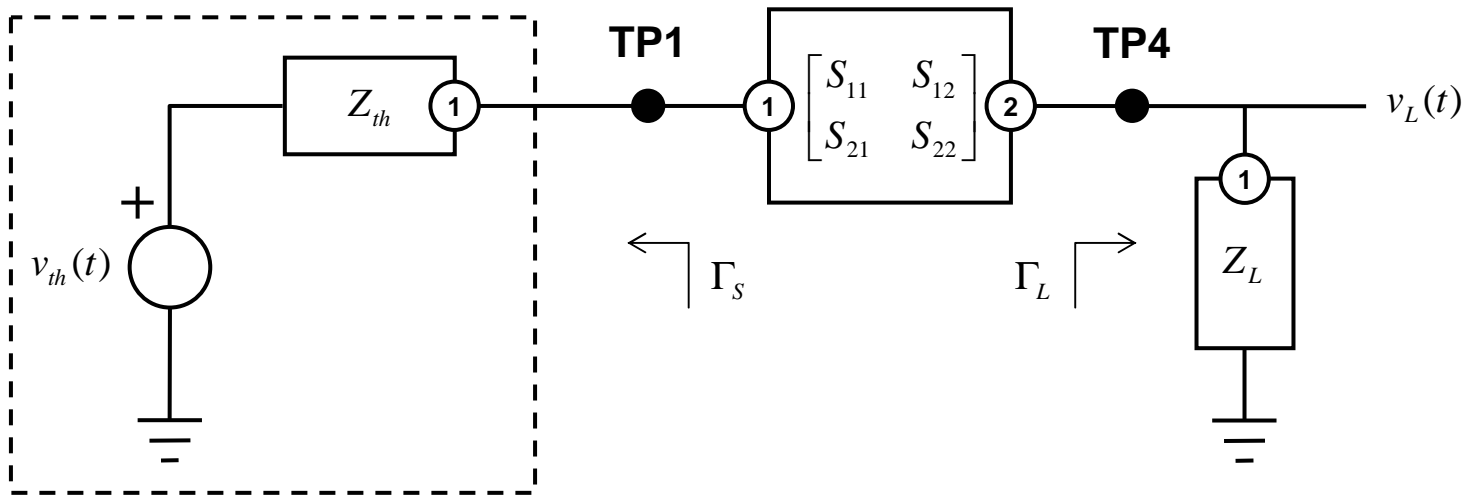 TP1
TP4
Z_th
1
1
S_11 S_12
S_21 S_22
2
v_L(t)
1
+
v_th(t)
Γ_S
Γ_L
Z_L